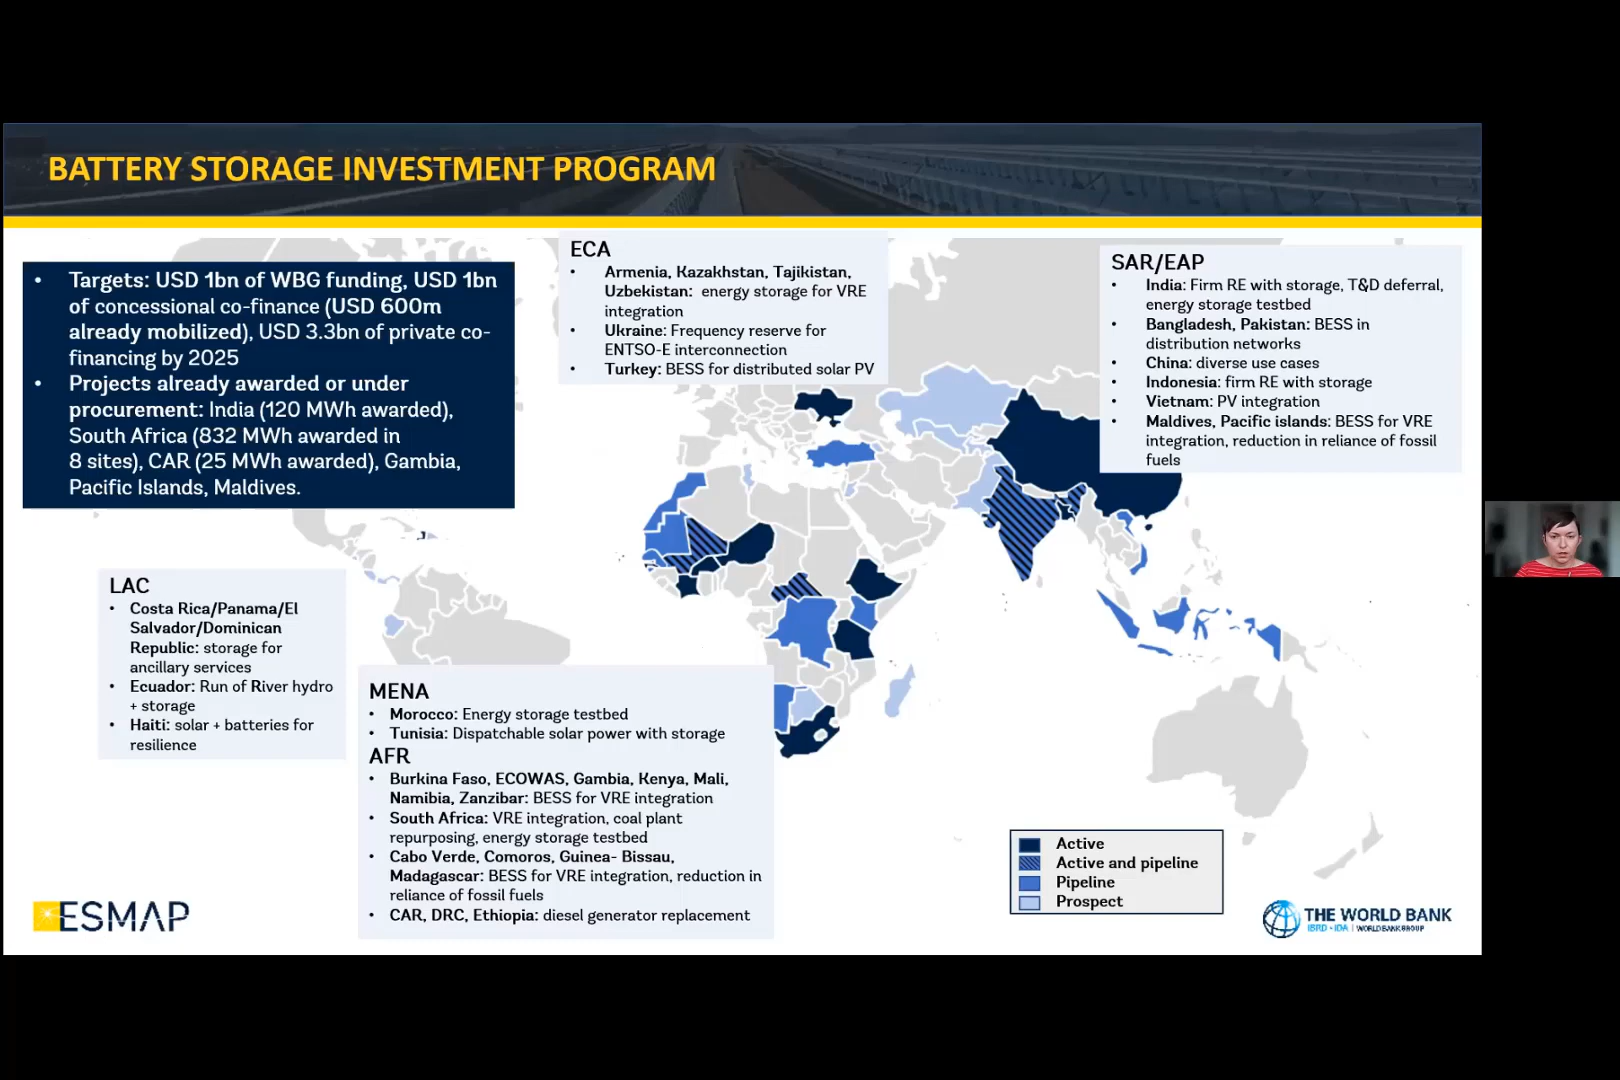 BATTERY STORAGE INVESTMENT PROGRAM
• Targets: USD 1bn of WBG funding, USD 1bn
of concessional co-finance (USD 600m
already mobilized), USD 3.3bn of private co-
financing by 2025
• Projects already awarded or under
procurement: India (120 MWh awarded),
South Africa (832 MWh awarded in
8 sites), CAR (25 MWh awarded), Gambia,
Pacific Islands, Maldives.
ECA
• Armenia, Kazakhstan, Tajikistan,
Uzbekistan: energy storage for VRE
integration
• Ukraine: Frequency reserve for
ENTSO-E interconnection
• Turkey: BESS for distributed solar PV
SAR/EAP
• India: Firm RE with storage, T&D deferral,
energy storage testbed
• Bangladesh, Pakistan: BESS in
distribution networks
• China: diverse use cases
• Indonesia: firm RE with storage
• Vietnam: PV integration
• Maldives, Pacific islands: BESS for VRE
integration, reduction in reliance of fossil
fuels
LAC
• Costa Rica/Panama/El
Salvador/Dominican
Republic: storage for
ancillary services
• Ecuador: Run of River hydro
+ storage
• Haiti: solar + batteries for
resilience
MENA
• Morocco: Energy storage testbed
• Tunisia: Dispatchable solar power with storage
AFR
• Burkina Faso, ECOWAS, Gambia, Kenya, Mali,
Namibia, Zanzibar: BESS for VRE integration
• South Africa: VRE integration, coal plant
repurposing, energy storage testbed
• Cabo Verde, Comoros, Guinea- Bissau,
Madagascar: BESS for VRE integration, reduction in
reliance of fossil fuels
• CAR, DRC, Ethiopia: diesel generator replacement
Active
Active and pipeline
Pipeline
Prospect
ESMAP
THE WORLD BANK
IBRD • IDA | WORLD BANK GROUP